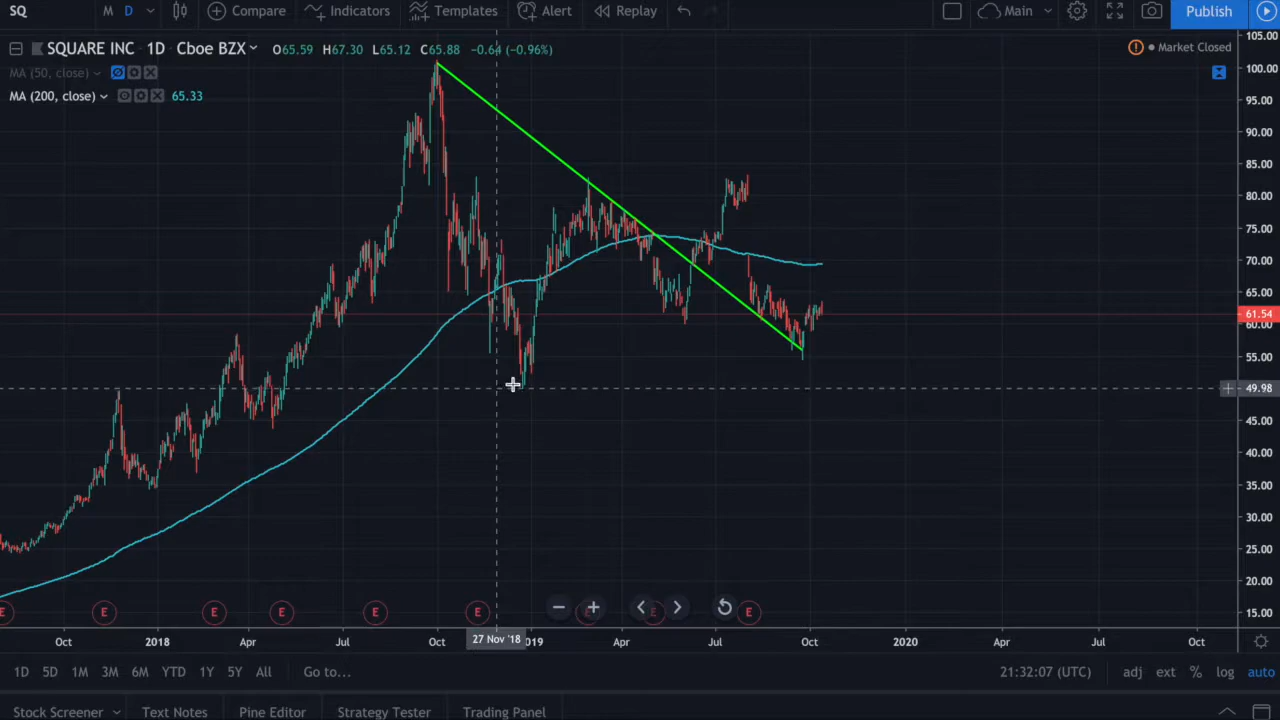 SQ M D Compare Indicators Templates Alert Replay Main Publish
SQUARE INC 1D Cboe BZX O65.59 H67.30 L65.12 C65.88 -0.64 (-0.96%) Market Closed
MA (50, close)
MA (200, close) 65.33
105.00
100.00
95.00
90.00
85.00
80.00
75.00
70.00
65.00
61.54
60.00
55.00
49.98
45.00
40.00
35.00
30.00
25.00
20.00
15.00
E E E E E E E E
Oct 2018 Apr Jul Oct 27 Nov '18 019 Apr Jul Oct 2020 Apr Jul Oct
1D 5D 1M 3M 6M YTD 1Y 5Y All Go to... 21:32:07 (UTC) adj ext % log auto
Stock Screener Text Notes Pine Editor Strategy Tester Trading Panel